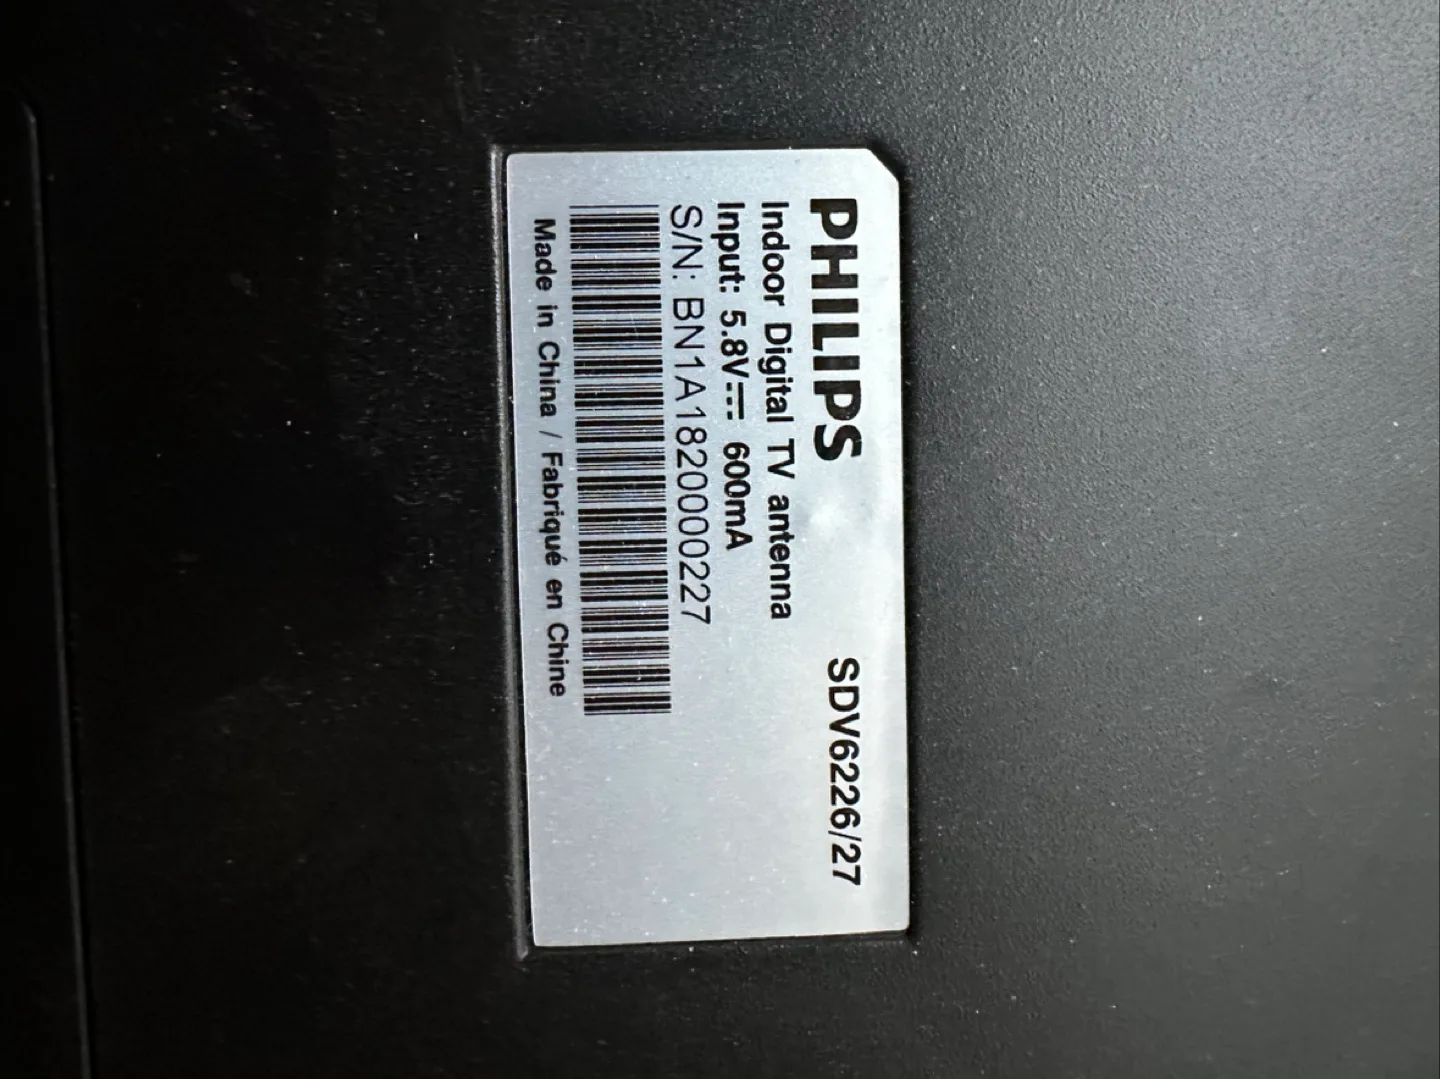 PHILIPS SDV6226/27
Indoor Digital TV antenna
Input: 5.8V⎓ 600mA
S/N: BN1A1820000227
Made in China / Fabriqué en Chine